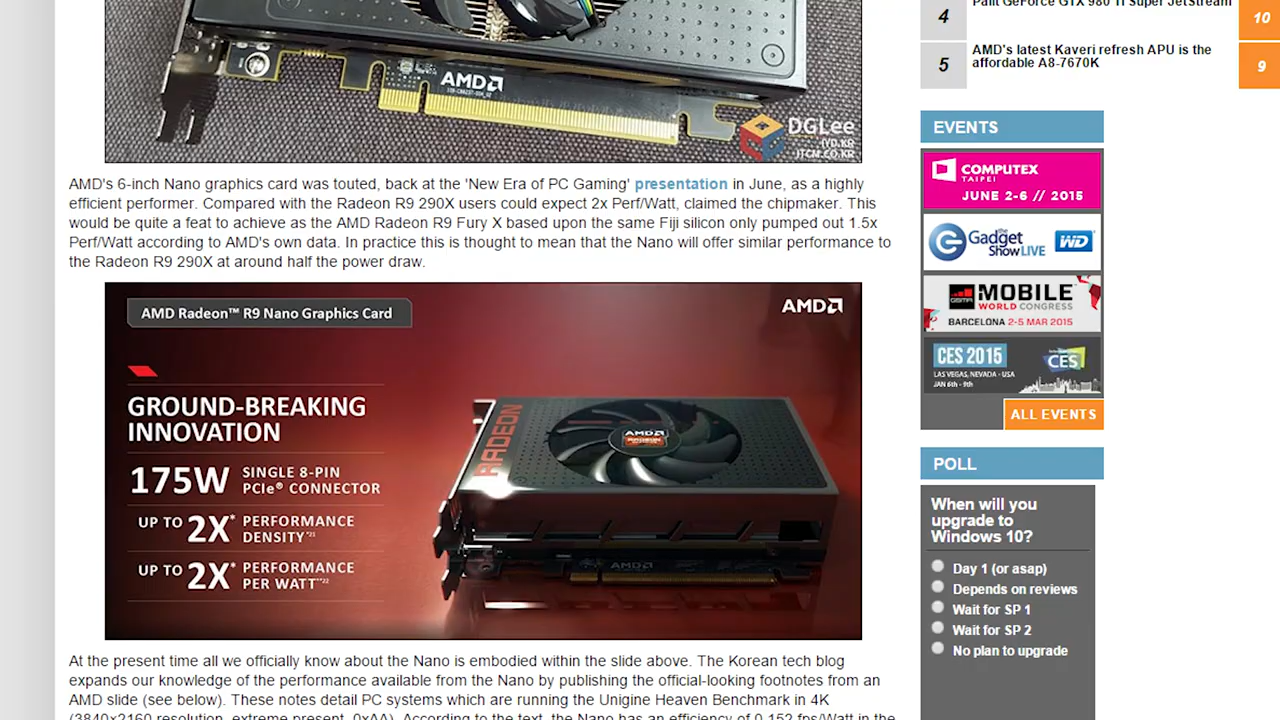 AMD
DGLee
IYD.KR
ITCM.CO.KR
AMD's 6-inch Nano graphics card was touted, back at the 'New Era of PC Gaming' presentation in June, as a highly
efficient performer. Compared with the Radeon R9 290X users could expect 2x Perf/Watt, claimed the chipmaker. This
would be quite a feat to achieve as the AMD Radeon R9 Fury X based upon the same Fiji silicon only pumped out 1.5x
Perf/Watt according to AMD's own data. In practice this is thought to mean that the Nano will offer similar performance to
the Radeon R9 290X at around half the power draw.
AMD Radeon™ R9 Nano Graphics Card
AMD
GROUND-BREAKING
INNOVATION
175W SINGLE 8-PIN
PCIe® CONNECTOR
UP TO 2X* PERFORMANCE
DENSITY*21
UP TO 2X* PERFORMANCE
PER WATT**22
RADEON
AMD
RADEON
AMD
At the present time all we officially know about the Nano is embodied within the slide above. The Korean tech blog
expands our knowledge of the performance available from the Nano by publishing the official-looking footnotes from an
AMD slide (see below). These notes detail PC systems which are running the Unigine Heaven Benchmark in 4K
(3840x2160 resolution, extreme present, 0xAA). According to the text, the Nano has an efficiency of 0.152 fps/Watt in the
4 Palit GeForce GTX 980 Ti Super JetStream 10
5 AMD's latest Kaveri refresh APU is the
affordable A8-7670K 9
EVENTS
COMPUTEX
TAIPEI
JUNE 2-6 // 2015
the Gadget
Show LIVE WD
GSMA MOBILE
WORLD CONGRESS
BARCELONA 2-5 MAR 2015
CES 2015 CES
LAS VEGAS, NEVADA - USA
JAN 6th - 9th
ALL EVENTS
POLL
When will you
upgrade to
Windows 10?
Day 1 (or asap)
Depends on reviews
Wait for SP 1
Wait for SP 2
No plan to upgrade